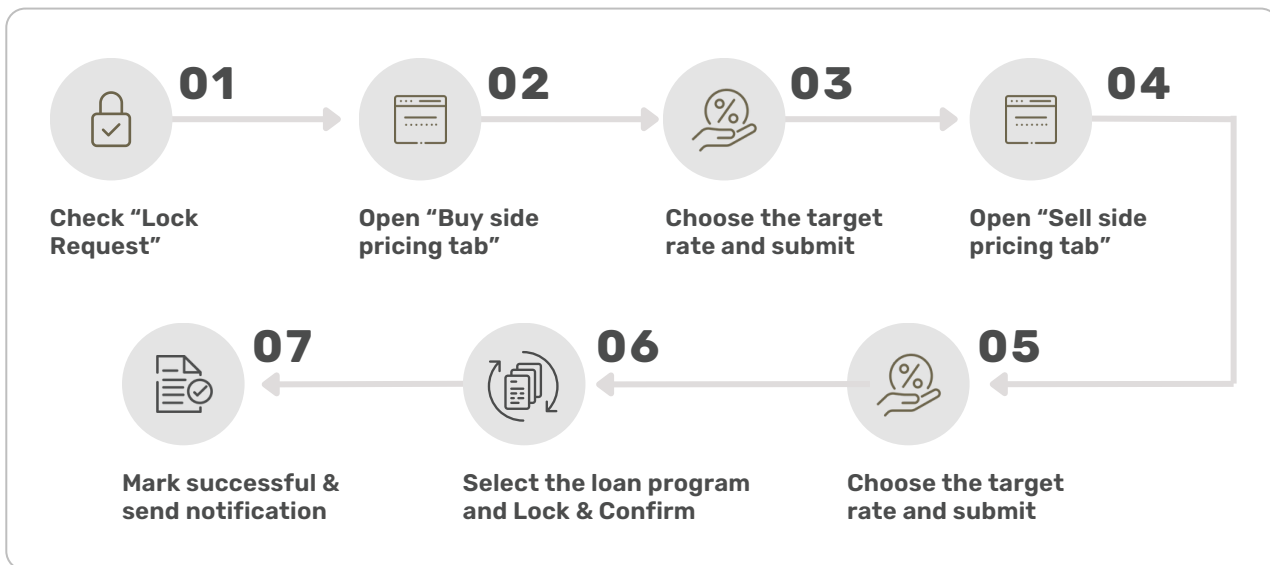 01
Check “Lock
Request”
02
Open “Buy side
pricing tab”
03
Choose the target
rate and submit
04
Open “Sell side
pricing tab”
05
Choose the target
rate and submit
06
Select the loan program
and Lock & Confirm
07
Mark successful &
send notification